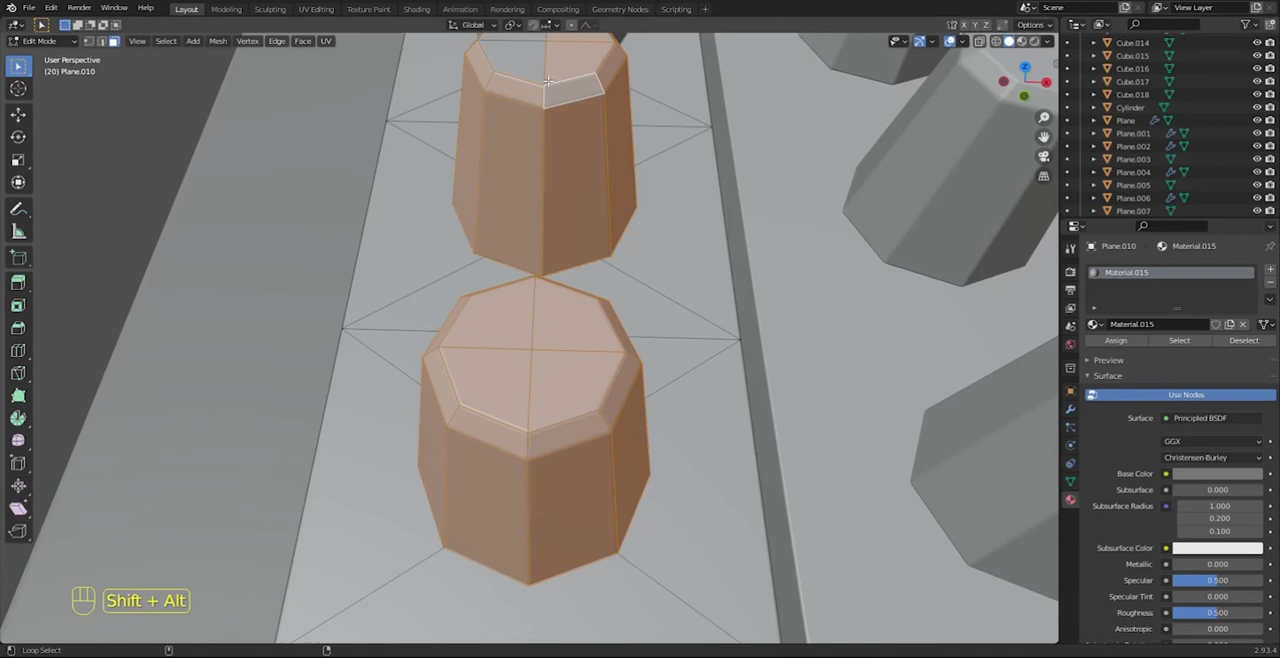 File Edit Render Window Help Layout Modeling Sculpting UV Editing Texture Paint Shading Animation Rendering Compositing Geometry Nodes Scripting + Scene View Layer
Global Options
Edit Mode View Select Add Mesh Vertex Edge Face UV X Y Z
User Perspective
(20) Plane.010
Z
X
Cube.014
Cube.015
Cube.016
Cube.017
Cube.018
Cylinder
Plane
Plane.001
Plane.002
Plane.003
Plane.004
Plane.005
Plane.006
Plane.007
Plane.010 Material.015
Material.015
Material.015
Assign Select Deselect
Preview
Surface
Use Nodes
Surface Principled BSDF
GGX
Christensen-Burley
Base Color
Subsurface 0.000
Subsurface Radius 1.000
0.200
0.100
Subsurface Color
Metallic 0.000
Specular 0.500
Specular Tint 0.000
Roughness 0.500
Anisotropic 0.000
Shift + Alt
Loop Select
2.93.4